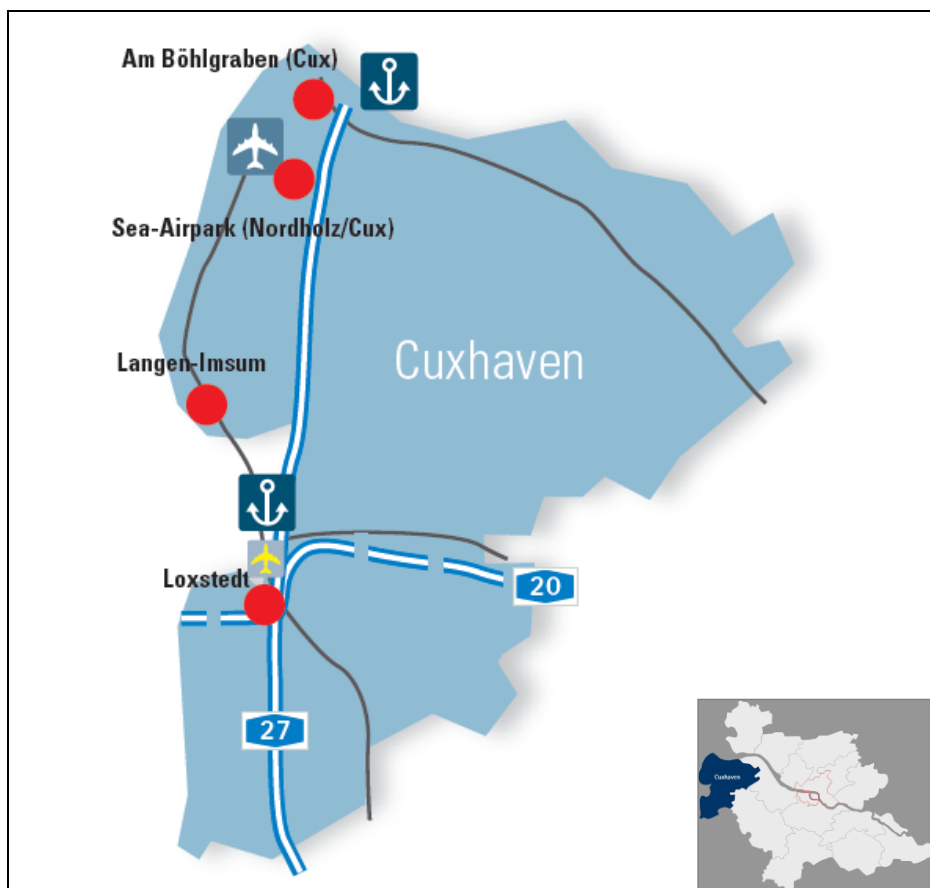 Am Böhlgraben (Cux)
Sea-Airpark (Nordholz/Cux)
Langen-Imsum
Cuxhaven
Loxstedt
20
27
Cuxhaven